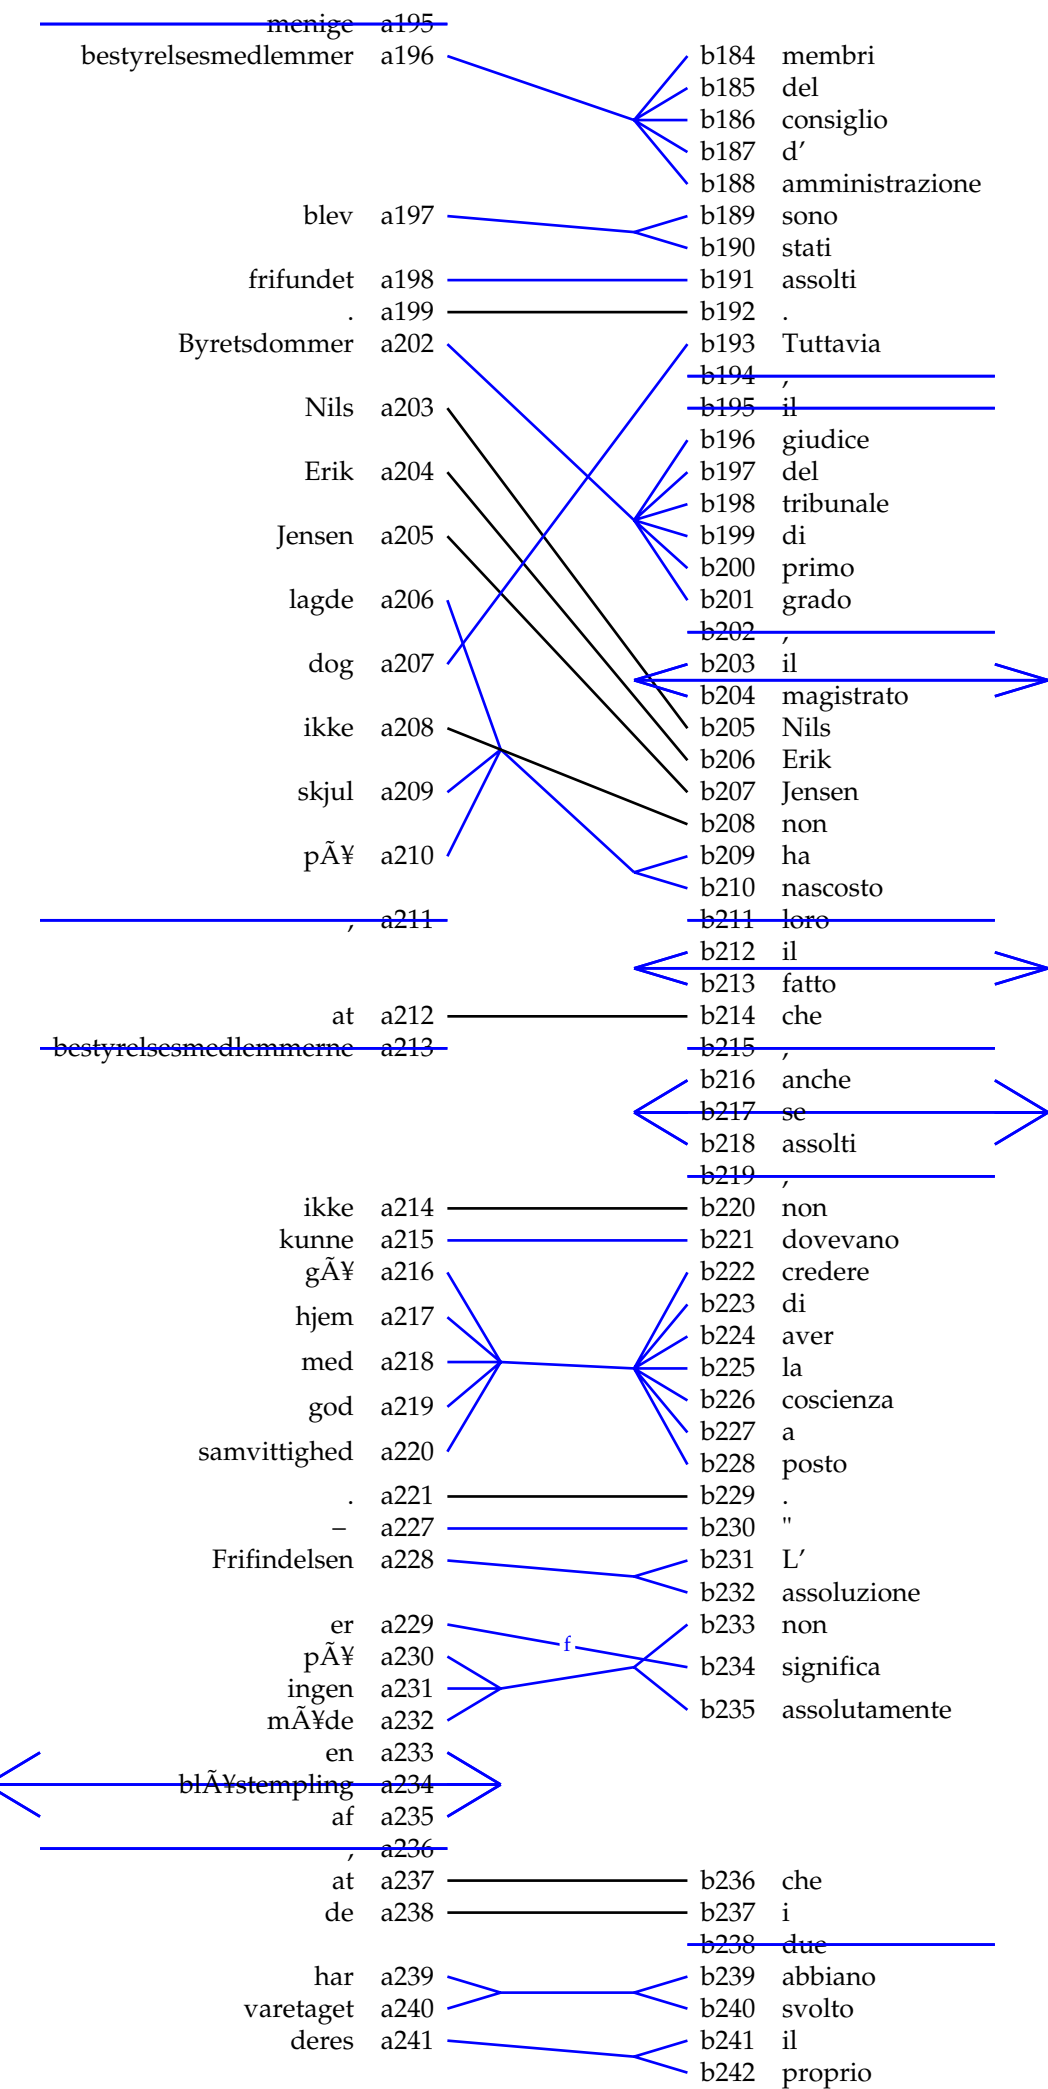 menige a195
bestyrelsesmedlemmer a196 b184 membri
b185 del
b186 consiglio
b187 d’
b188 amministrazione
blev a197 b189 sono
b190 stati
frifundet a198 b191 assolti
. a199 b192 .
Byretsdommer a202 b193 Tuttavia
b194 ,
Nils a203 b195 il
b196 giudice
Erik a204 b197 del
b198 tribunale
Jensen a205 b199 di
b200 primo
lagde a206 b201 grado
b202 ,
dog a207 b203 il
b204 magistrato
ikke a208 b205 Nils
b206 Erik
skjul a209 b207 Jensen
b208 non
pÃ¥ a210 b209 ha
b210 nascosto
, a211 b211 loro
b212 il
b213 fatto
at a212 b214 che
bestyrelsesmedlemmerne a213 b215 ,
b216 anche
b217 se
b218 assolti
b219 ,
ikke a214 b220 non
kunne a215 b221 dovevano
gÃ¥ a216 b222 credere
b223 di
hjem a217 b224 aver
med a218 b225 la
b226 coscienza
god a219 b227 a
samvittighed a220 b228 posto
. a221 b229 .
– a227 b230 "
Frifindelsen a228 b231 L’
b232 assoluzione
er a229 b233 non
f
pÃ¥ a230 b234 significa
ingen a231
mÃ¥de a232 b235 assolutamente
en a233
blÃ¥stempling a234
af a235
, a236
at a237 b236 che
de a238 b237 i
b238 due
har a239 b239 abbiano
varetaget a240 b240 svolto
deres a241 b241 il
b242 proprio